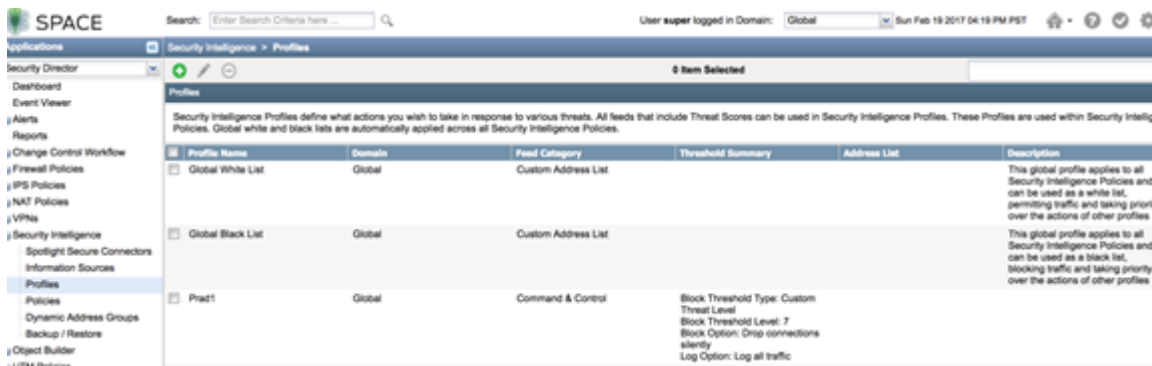 SPACE
Search: Enter Search Criteria here ...
User super logged in Domain: Global Sun Feb 19 2017 04:19 PM PST
Applications
Security Intelligence > Profiles
Security Director
0 Item Selected
Dashboard
Event Viewer
Alerts
Reports
Change Control Workflow
Firewall Policies
IPS Policies
NAT Policies
VPNs
Security Intelligence
Spotlight Secure Connectors
Information Sources
Profiles
Policies
Dynamic Address Groups
Backup / Restore
Object Builder
UTM Policies
Profiles
Security Intelligence Profiles define what actions you wish to take in response to various threats. All feeds that include Threat Scores can be used in Security Intelligence Profiles. These Profiles are used within Security Intellig
Policies. Global white and black lists are automatically applied across all Security Intelligence Policies.
Profile Name Domain Feed Category Threshold Summary Address List Description
Global White List Global Custom Address List
This global profile applies to all
Security Intelligence Policies and
can be used as a white list,
permitting traffic and taking priori
over the actions of other profiles
Global Black List Global Custom Address List
This global profile applies to all
Security Intelligence Policies and
can be used as a black list,
blocking traffic and taking priority
over the actions of other profiles
Prad1 Global Command & Control
Block Threshold Type: Custom
Threat Level
Block Threshold Level: 7
Block Option: Drop connections
silently
Log Option: Log all traffic